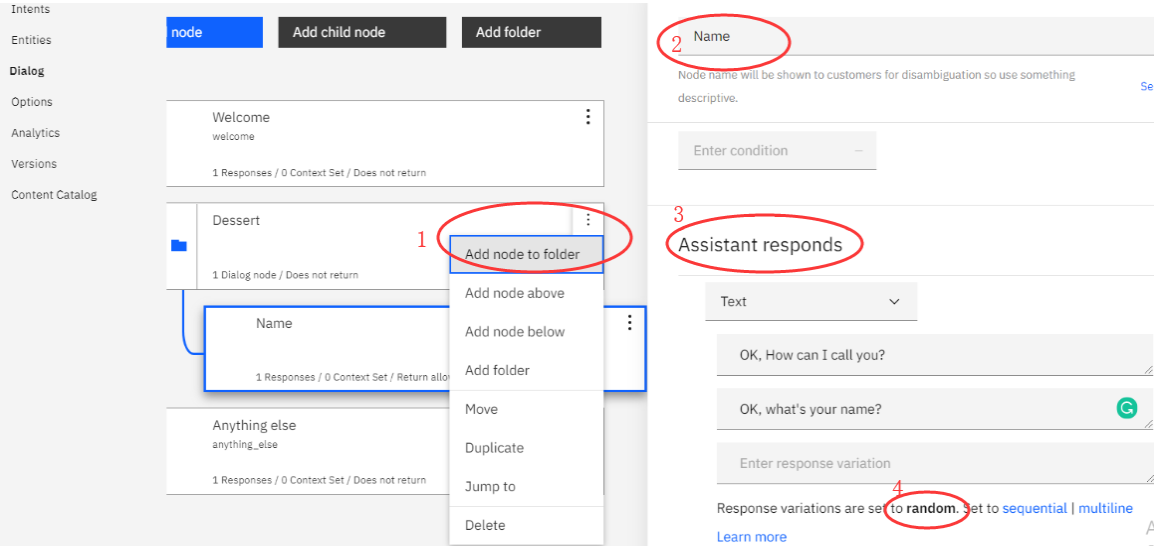 Intents
Entities
Dialog
Options
Analytics
Versions
Content Catalog
node
Add child node
Add folder
Welcome
welcome
1 Responses / 0 Context Set / Does not return
Dessert
1 Dialog node / Does not return
1
Add node to folder
Add node above
Add node below
Add folder
Move
Duplicate
Jump to
Delete
Name
1 Responses / 0 Context Set / Return allo
Anything else
anything_else
1 Responses / 0 Context Set / Does not return
2
Name
Node name will be shown to customers for disambiguation so use something
descriptive.
Se
Enter condition
3
Assistant responds
Text
OK, How can I call you?
OK, what's your name?
G
Enter response variation
4
Response variations are set to random. Set to sequential | multiline
Learn more
A